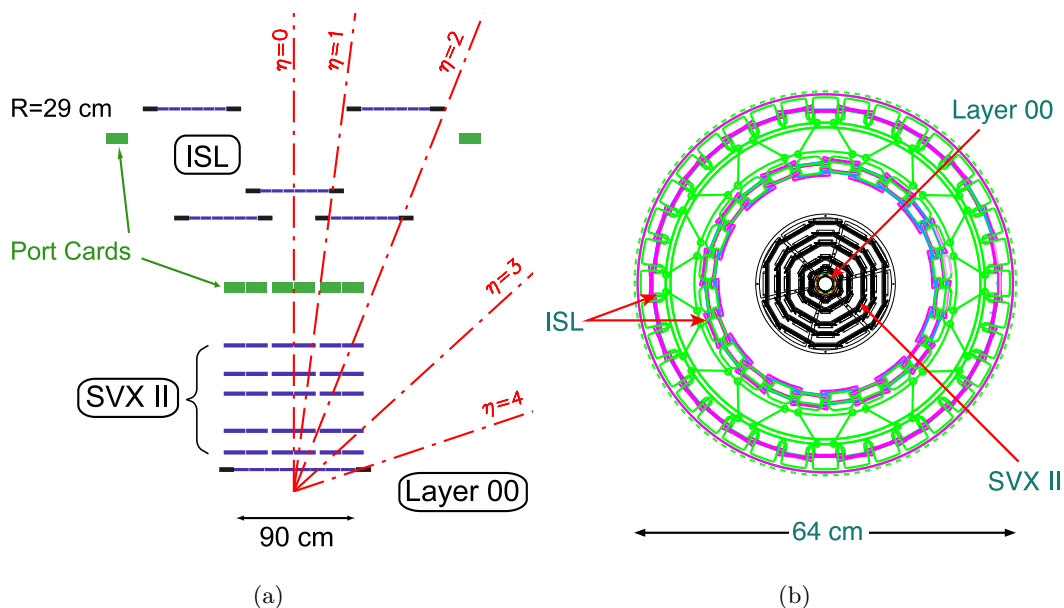 η=0
η=1
η=2
R=29 cm
ISL
Port Cards
η=3
SVX II
η=4
Layer 00
90 cm
(a)
Layer 00
ISL
SVX II
64 cm
(b)